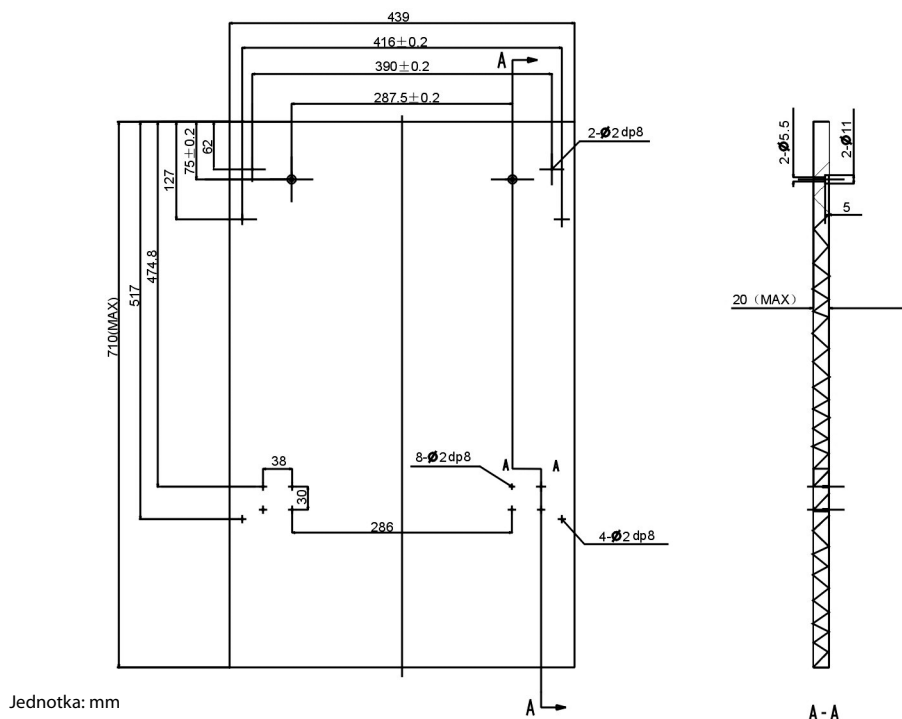 439
416±0.2
A
390±0.2
287.5±0.2
2-Ø2 dp8
75±0.2
62
127
474.8
517
710(MAX)
2-Ø5.5
2-Ø11
5
20（MAX）
38
8-Ø2 dp8
A
A
30
286
4-Ø2 dp8
Jednotka: mm
A
A - A